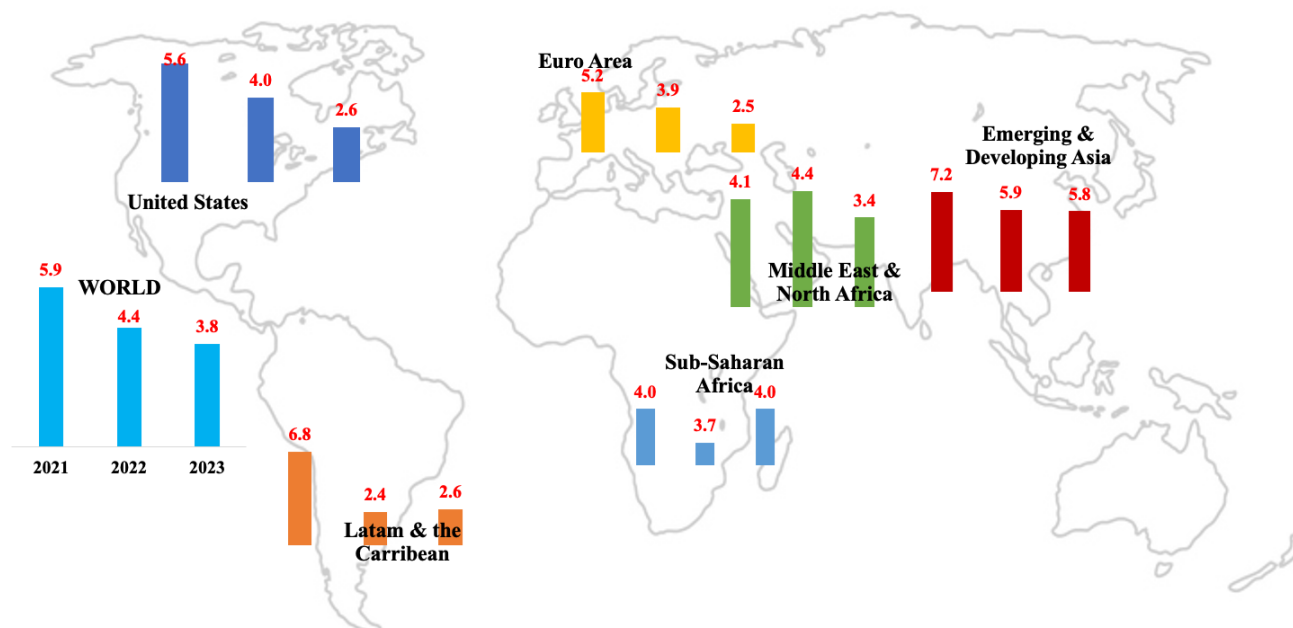 5.6
4.0
2.6
United States
Euro Area
5.2
3.9
2.5
Emerging &
Developing Asia
7.2
5.9
5.8
4.1
4.4
3.4
Middle East &
North Africa
WORLD
5.9
4.4
3.8
2021
2022
2023
Sub-Saharan
Africa
4.0
3.7
4.0
6.8
2.4
2.6
Latam & the
Carribean